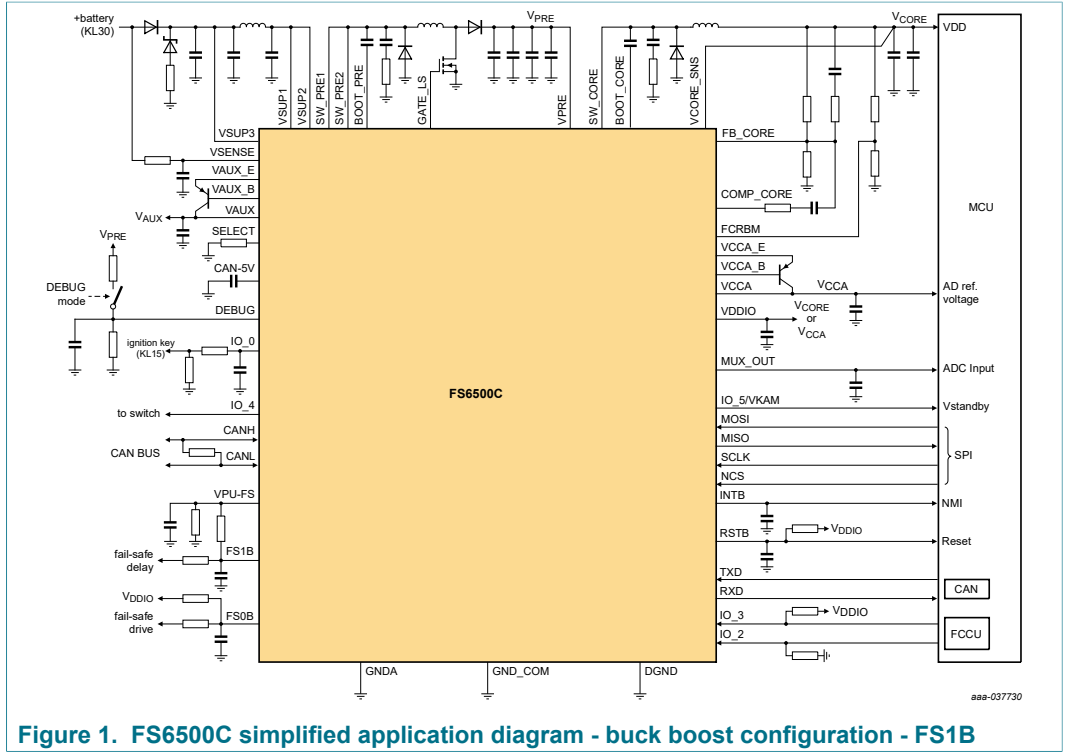 +battery
(KL30)
VPRE
VCORE
VDD
VSUP1
VSUP2
SW_PRE1
SW_PRE2
BOOT_PRE
GATE_LS
VPRE
SW_CORE
BOOT_CORE
VCORE_SNS
VSUP3
VSENSE
VAUX_E
VAUX_B
VAUX
VAUX
SELECT
VPRE
CAN-5V
DEBUG
mode
DEBUG
ignition key
(KL15)
IO_0
to switch
IO_4
CANH
CAN BUS
CANL
VPU-FS
fail-safe
delay
FS1B
VDDIO
fail-safe
drive
FS0B
FS6500C
GNDA
GND_COM
DGND
FB_CORE
COMP_CORE
FCRBM
VCCA_E
VCCA_B
VCCA
VCCA
VDDIO
VCORE
or
VCCA
MUX_OUT
IO_5/VKAM
MOSI
MISO
SCLK
NCS
INTB
RSTB
VDDIO
TXD
RXD
IO_3
VDDIO
IO_2
MCU
AD ref.
voltage
ADC Input
Vstandby
SPI
NMI
Reset
CAN
FCCU
aaa-037730
Figure 1. FS6500C simplified application diagram - buck boost configuration - FS1B